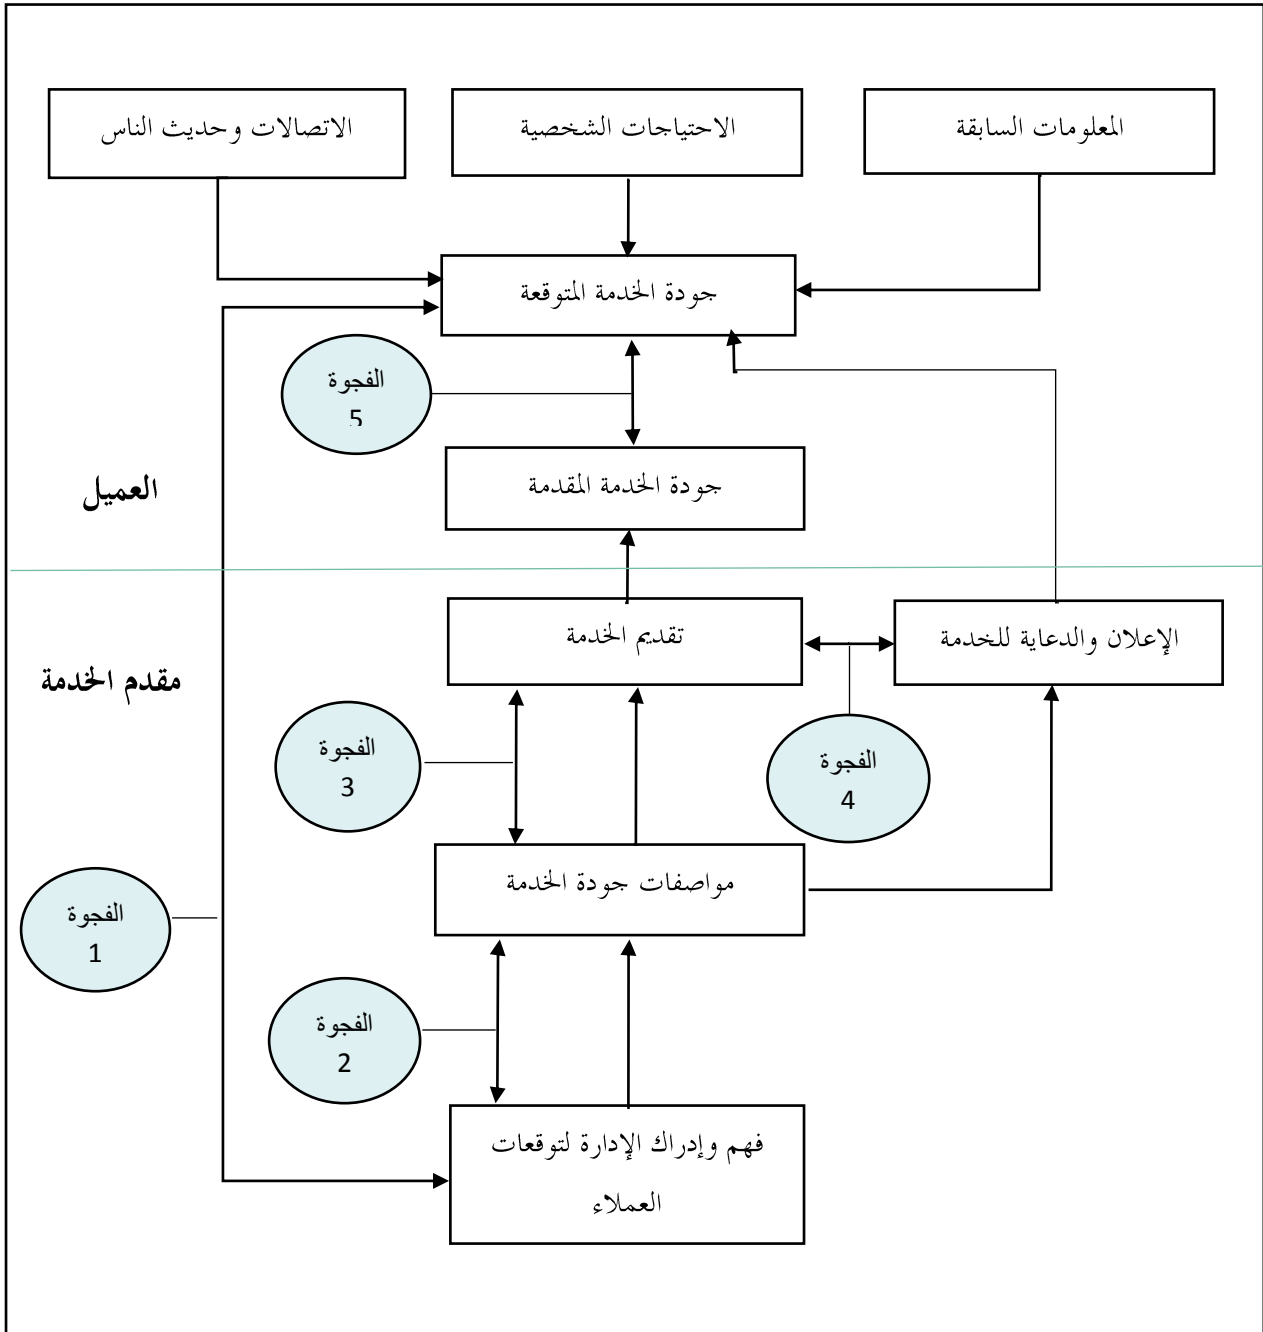 المعلومات السابقة
الاحتياجات الشخصية
الاتصالات وحديث الناس
جودة الخدمة المتوقعة
الفجوة
5
جودة الخدمة المقدمة
العميل
تقديم الخدمة
الإعلان والدعاية للخدمة
مقدم الخدمة
الفجوة
3
الفجوة
4
مواصفات جودة الخدمة
الفجوة
1
الفجوة
2
فهم وإدراك الإدارة لتوقعات
العملاء